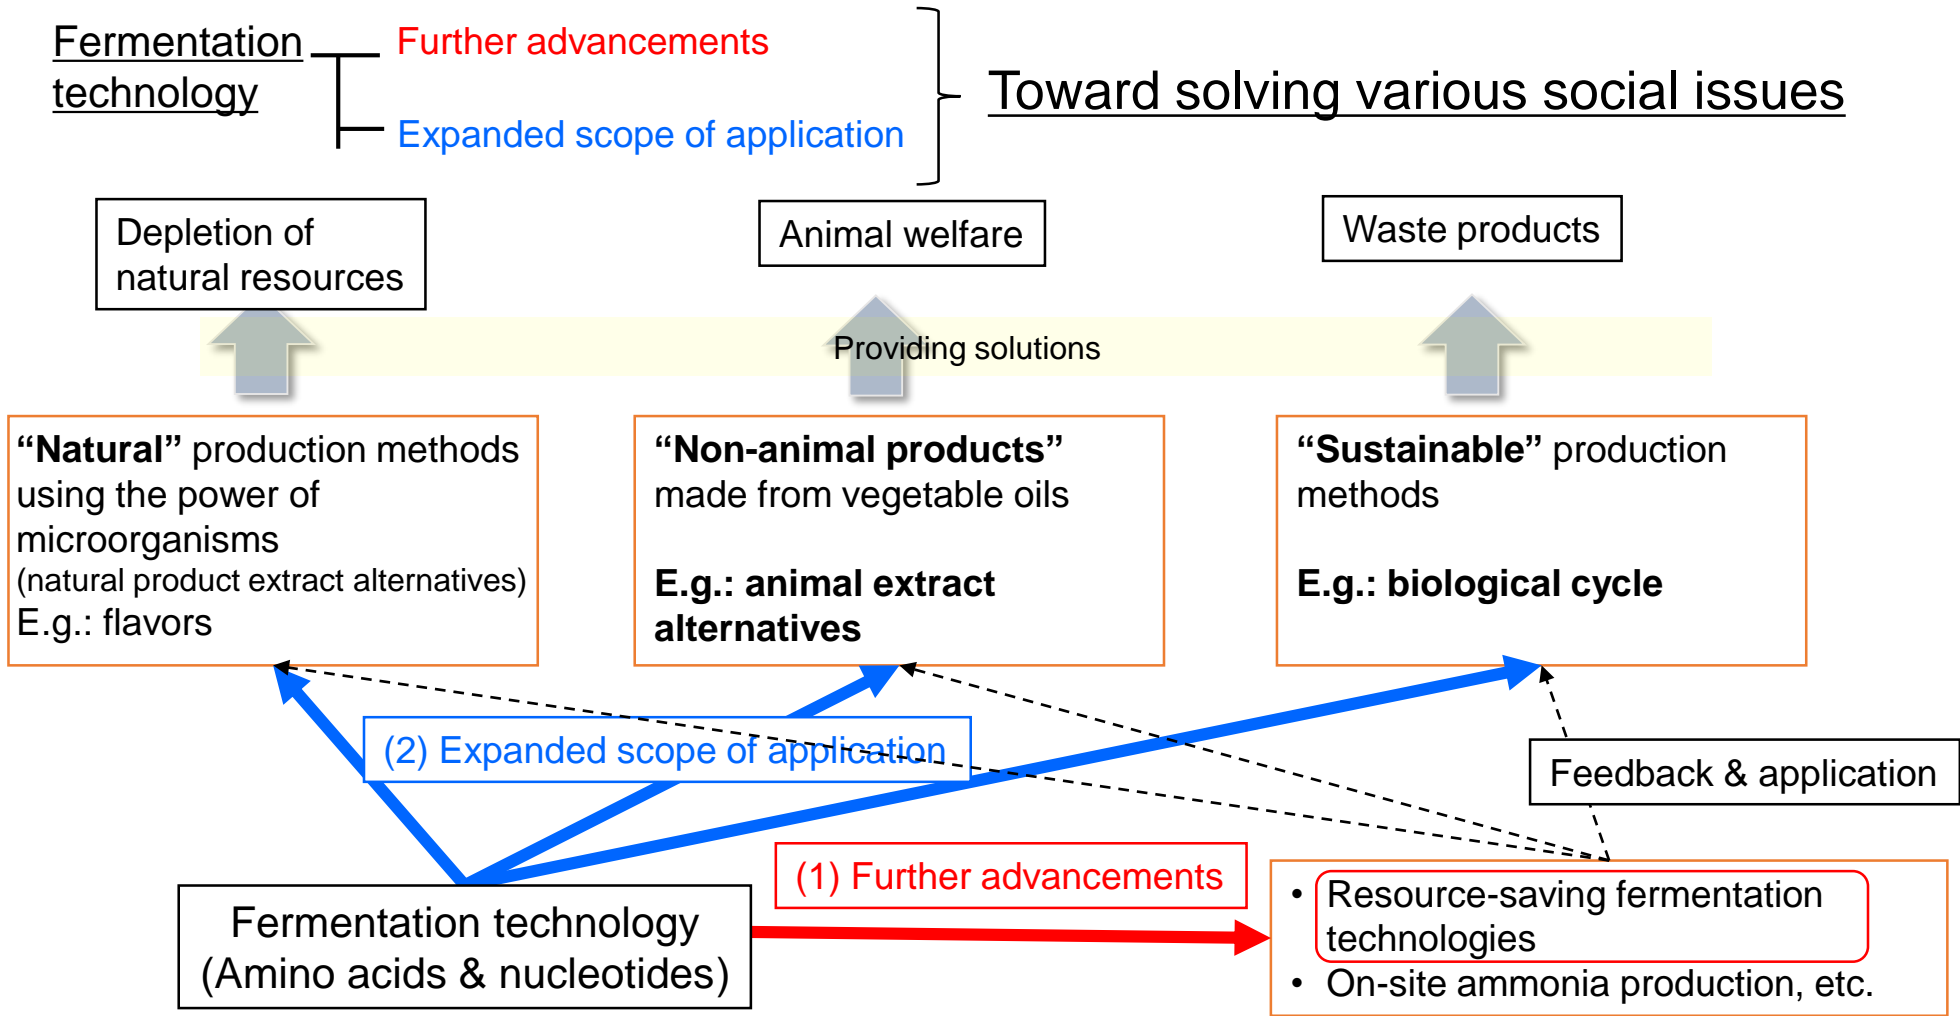 Fermentation
technology
Further advancements
Expanded scope of application
Toward solving various social issues
Depletion of
natural resources
Animal welfare
Waste products
Providing solutions
“Natural” production methods
using the power of
microorganisms
(natural product extract alternatives)
E.g.: flavors
“Non-animal products”
made from vegetable oils
E.g.: animal extract
alternatives
“Sustainable” production
methods
E.g.: biological cycle
(2) Expanded scope of application
Feedback & application
(1) Further advancements
Fermentation technology
(Amino acids & nucleotides)
• Resource-saving fermentation
technologies
• On-site ammonia production, etc.